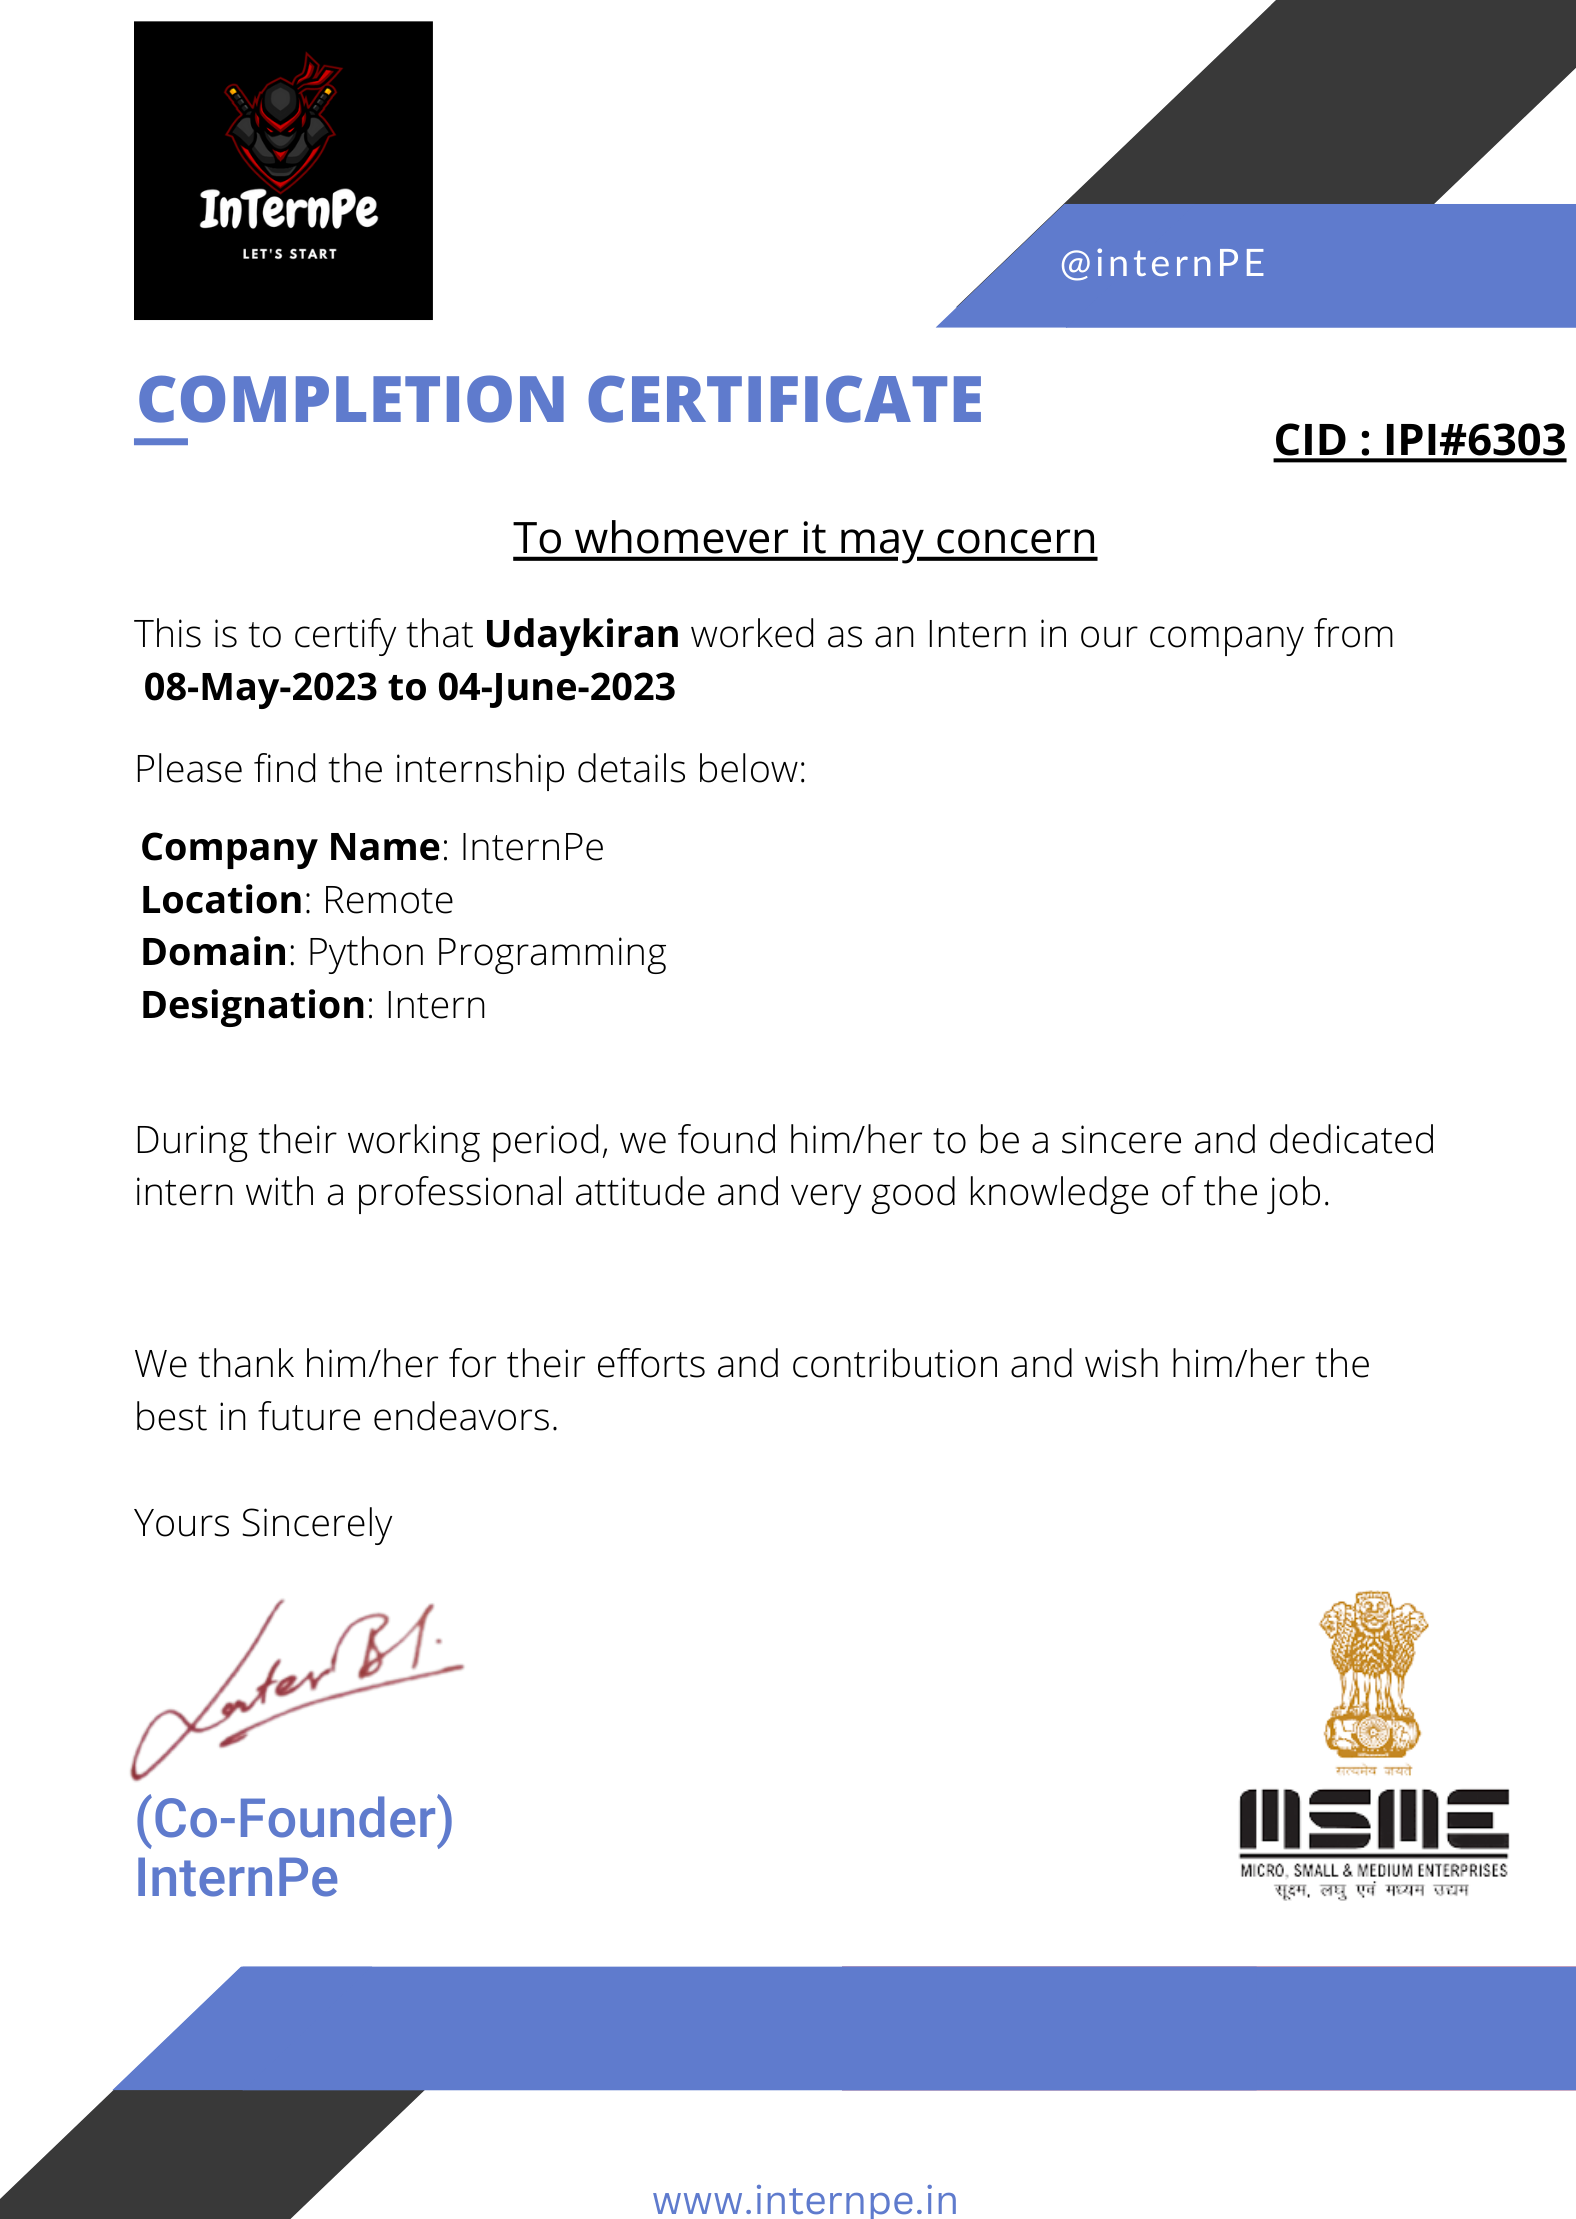 InTernPe
LET'S START
@internPE
COMPLETION CERTIFICATE
CID : IPI#6303
To whomever it may concern
This is to certify that Udaykiran worked as an Intern in our company from
08-May-2023 to 04-June-2023
Please find the internship details below:
Company Name: InternPe
Location: Remote
Domain: Python Programming
Designation: Intern
During their working period, we found him/her to be a sincere and dedicated
intern with a professional attitude and very good knowledge of the job.
We thank him/her for their efforts and contribution and wish him/her the
best in future endeavors.
Yours Sincerely
(Co-Founder)
InternPe
सत्यमेव जयते
MSME
MICRO, SMALL & MEDIUM ENTERPRISES
सूक्ष्म, लघु एवं मध्यम उद्यम
www.internpe.in